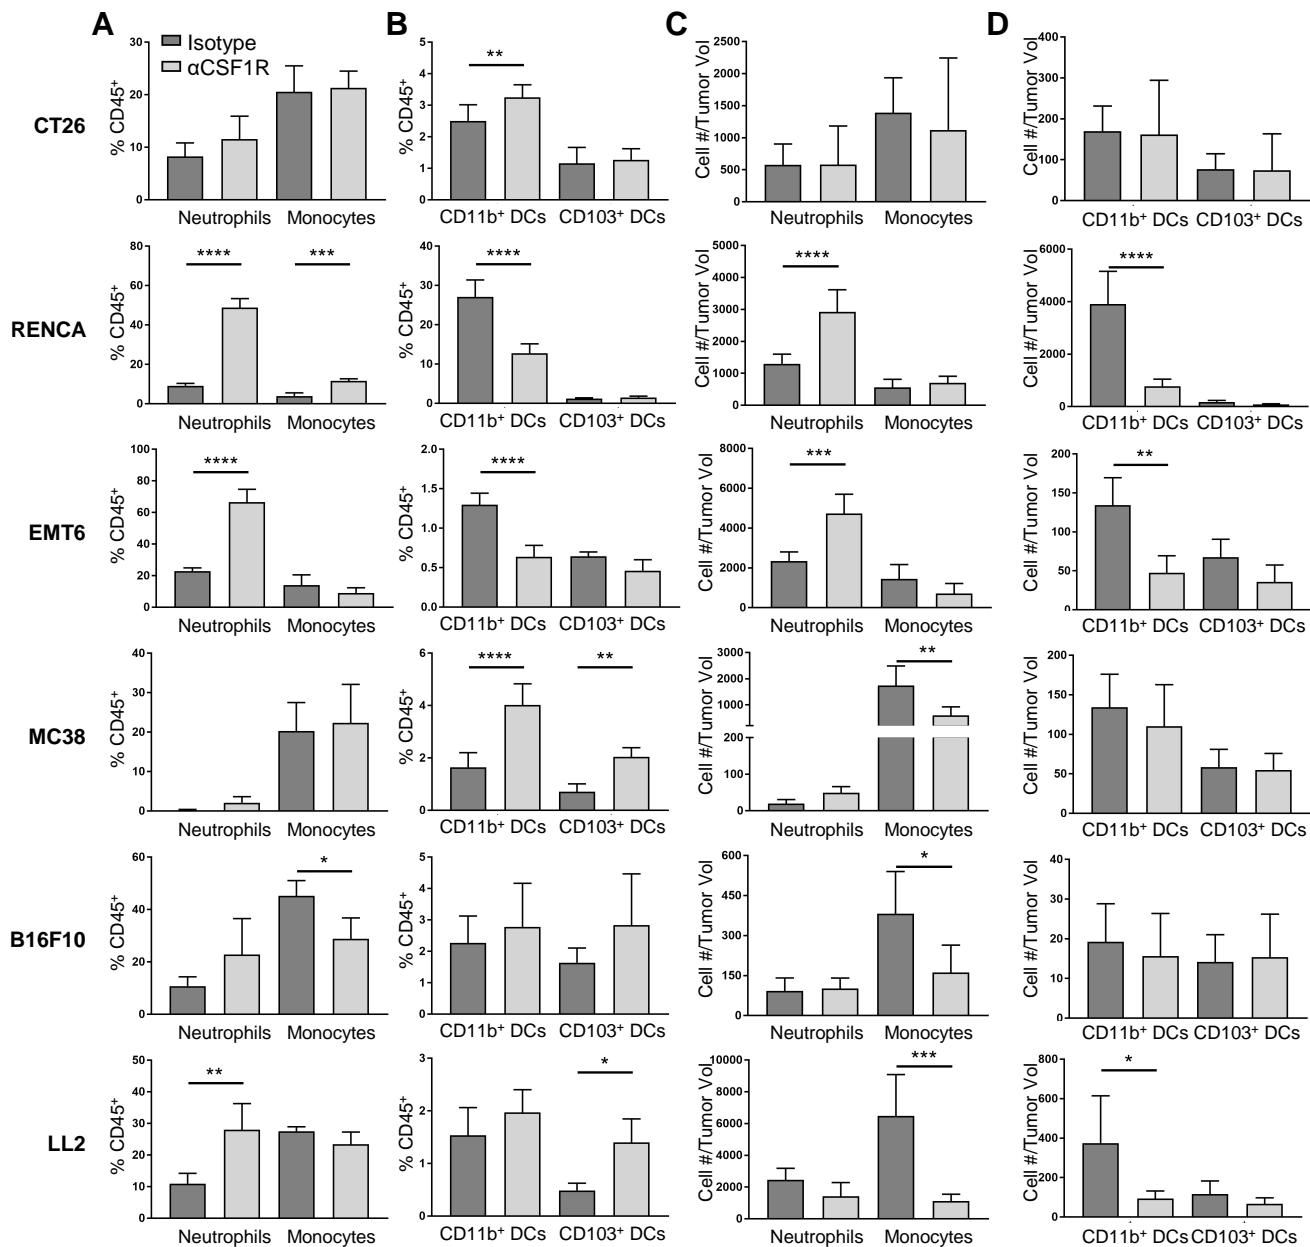 A B C D
Isotype
αCSF1R
CT26
% CD45+
30
20
10
0
Neutrophils Monocytes
% CD45+
**
5
4
3
2
1
0
CD11b+ DCs CD103+ DCs
Cell #/Tumor Vol
2500
2000
1500
1000
500
0
Neutrophils Monocytes
Cell #/Tumor Vol
400
300
200
100
0
CD11b+ DCs CD103+ DCs
RENCA
% CD45+
**** ***
80
60
40
20
0
Neutrophils Monocytes
% CD45+
****
40
30
20
10
0
CD11b+ DCs CD103+ DCs
Cell #/Tumor Vol
****
5000
4000
3000
2000
1000
0
Neutrophils Monocytes
Cell #/Tumor Vol
****
6000
4000
2000
0
CD11b+ DCs CD103+ DCs
EMT6
% CD45+
****
100
80
60
40
20
0
Neutrophils Monocytes
% CD45+
****
2.0
1.5
1.0
0.5
0.0
CD11b+ DCs CD103+ DCs
Cell #/Tumor Vol
***
8000
6000
4000
2000
0
Neutrophils Monocytes
Cell #/Tumor Vol
**
200
150
100
50
0
CD11b+ DCs CD103+ DCs
MC38
% CD45+
40
30
20
10
0
Neutrophils Monocytes
% CD45+
**** **
6
4
2
0
CD11b+ DCs CD103+ DCs
Cell #/Tumor Vol
**
3000
2000
1000
200
100
0
Neutrophils Monocytes
Cell #/Tumor Vol
200
150
100
50
0
CD11b+ DCs CD103+ DCs
B16F10
% CD45+
*
60
40
20
0
Neutrophils Monocytes
% CD45+
5
4
3
2
1
0
CD11b+ DCs CD103+ DCs
Cell #/Tumor Vol
*
600
450
300
150
0
Neutrophils Monocytes
Cell #/Tumor Vol
40
30
20
10
0
CD11b+ DCs CD103+ DCs
LL2
% CD45+
**
50
40
30
20
10
0
Neutrophils Monocytes
% CD45+
*
3
2
1
0
CD11b+ DCs CD103+ DCs
Cell #/Tumor Vol
***
10000
8000
6000
4000
2000
0
Neutrophils Monocytes
Cell #/Tumor Vol
*
800
600
400
200
0
CD11b+ DCs CD103+ DCs